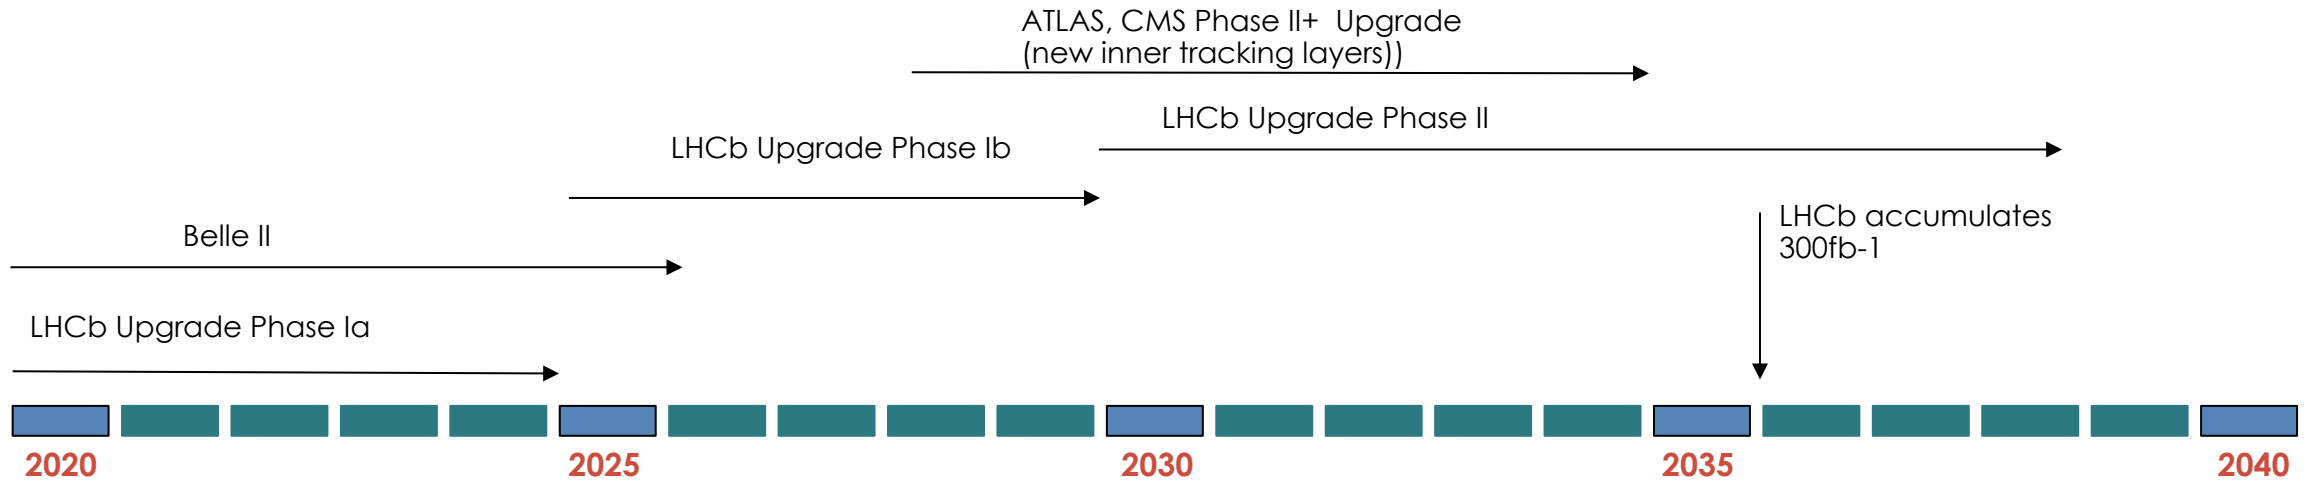 ATLAS, CMS Phase II+ Upgrade
(new inner tracking layers))
LHCb Upgrade Phase II
LHCb Upgrade Phase Ib
LHCb accumulates
300fb-1
Belle II
LHCb Upgrade Phase Ia
2020
2025
2030
2035
2040